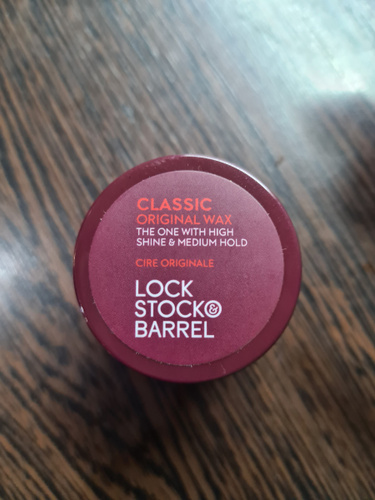 CLASSIC
ORIGINAL WAX
THE ONE WITH HIGH
SHINE & MEDIUM HOLD
CIRE ORIGINALE
LOCK
STOCK&
BARREL